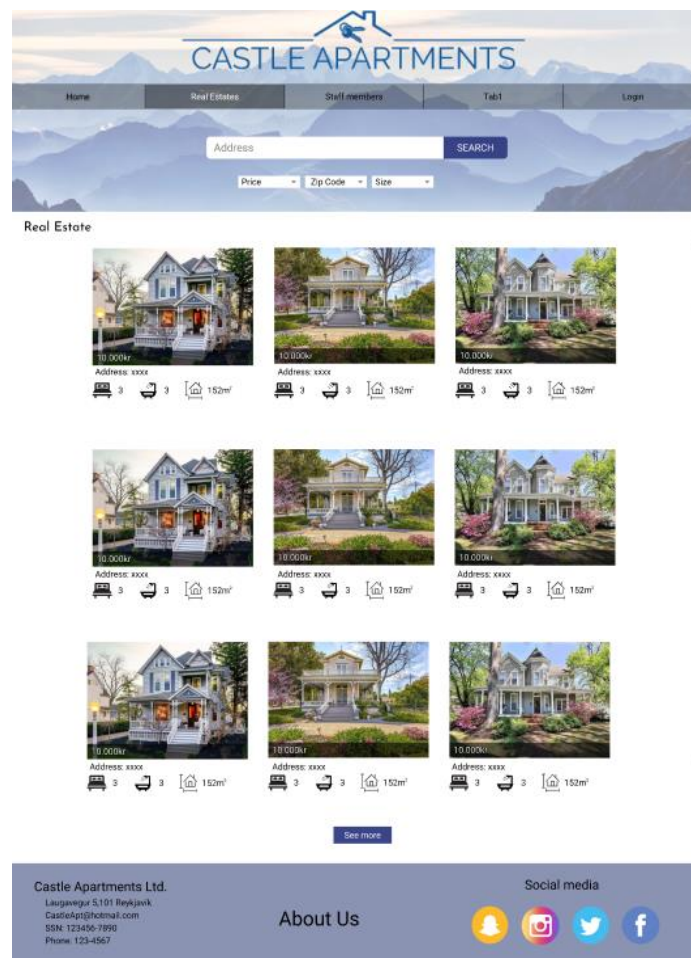 CASTLE APARTMENTS
Home Real Estates Staff members Tab1 Login
Address SEARCH
Price Zip Code Size
Real Estate
10.000kr 10.000kr 10.000kr
Address: xxxx Address: xxxx Address: xxxx
3 3 152m² 3 3 152m² 3 3 152m²
10.000kr 10.000kr 10.000kr
Address: xxxx Address: xxxx Address: xxxx
3 3 152m² 3 3 152m² 3 3 152m²
10.000kr 10.000kr 10.000kr
Address: xxxx Address: xxxx Address: xxxx
3 3 152m² 3 3 152m² 3 3 152m²
See more
Castle Apartments Ltd.
Laugavegur 5,101 Reykjavik
CastleApt@hotmail.com
SSN: 123456-7890
Phone: 123-4567
About Us
Social media